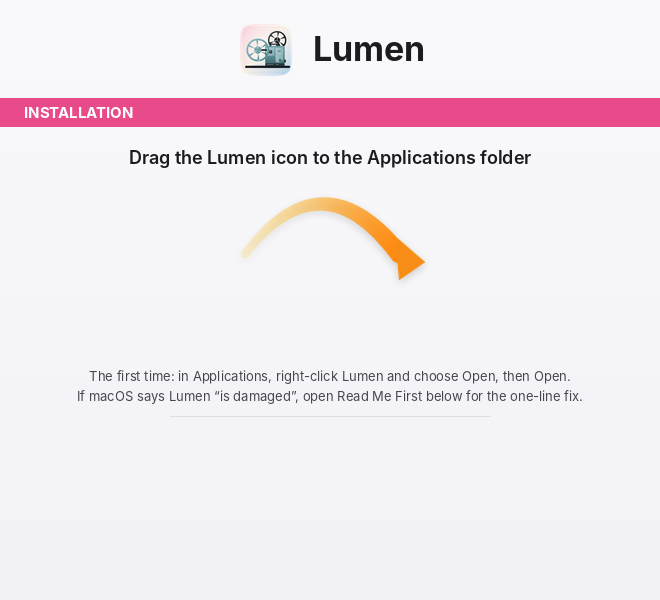 Lumen
INSTALLATION
Drag the Lumen icon to the Applications folder
The first time: in Applications, right-click Lumen and choose Open, then Open.
If macOS says Lumen “is damaged”, open Read Me First below for the one-line fix.